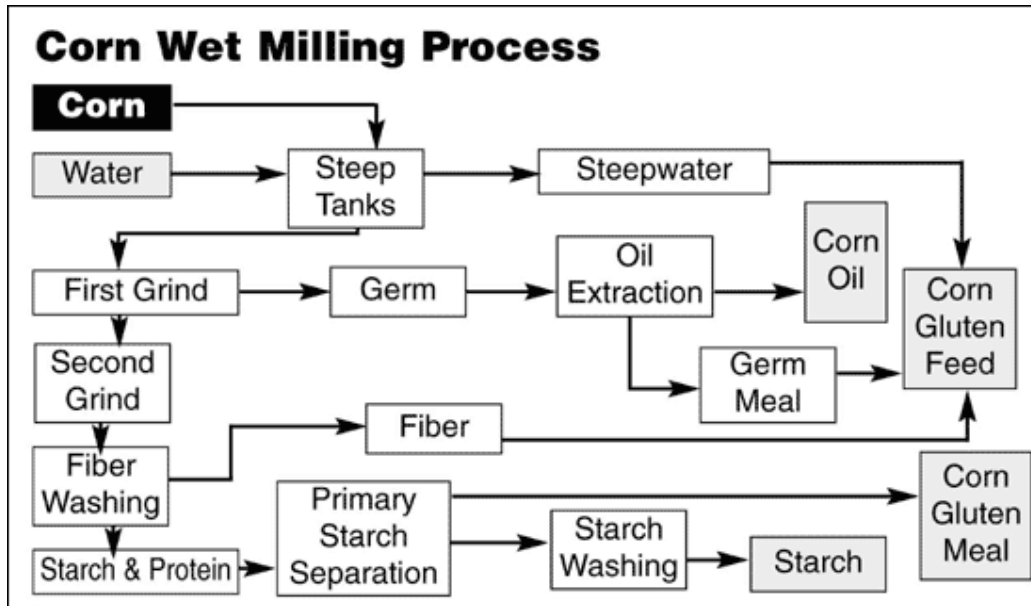 Corn Wet Milling Process
Corn
Water
Steep
Tanks
Steepwater
Corn
Oil
First Grind
Germ
Oil
Extraction
Corn
Gluten
Feed
Second
Grind
Germ
Meal
Fiber
Fiber
Washing
Primary
Starch
Separation
Corn
Gluten
Meal
Starch & Protein
Starch
Washing
Starch